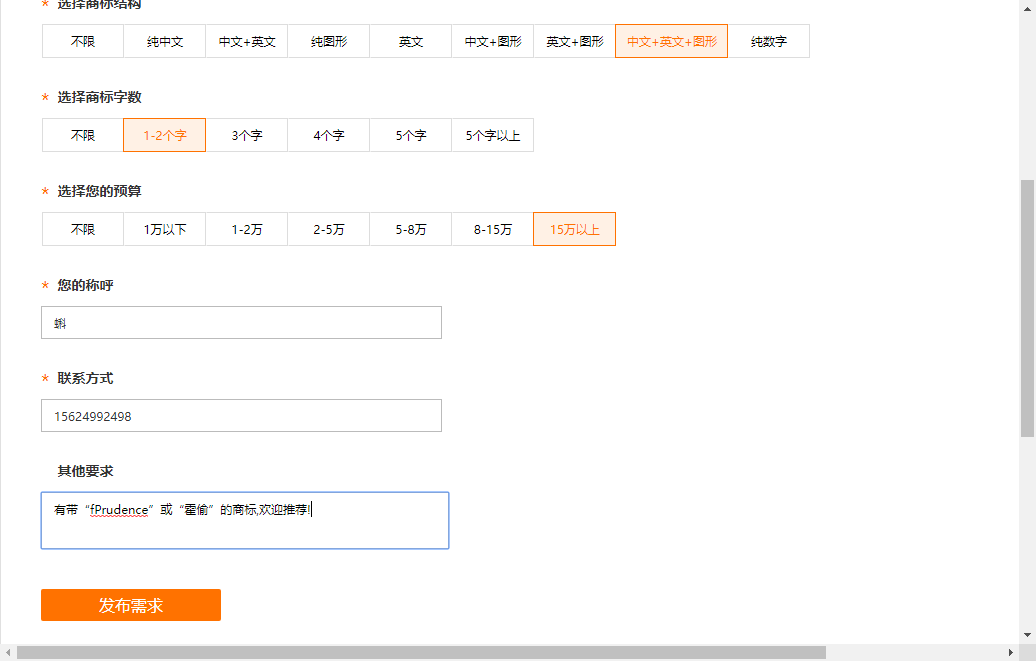 * 选择商标结构
不限 纯中文 中文+英文 纯图形 英文 中文+图形 英文+图形 中文+英文+图形 纯数字
* 选择商标字数
不限 1-2个字 3个字 4个字 5个字 5个字以上
* 选择您的预算
不限 1万以下 1-2万 2-5万 5-8万 8-15万 15万以上
* 您的称呼
蝌
* 联系方式
15624992498
其他要求
有带“fPrudence”或“霍偷”的商标,欢迎推荐!
发布需求